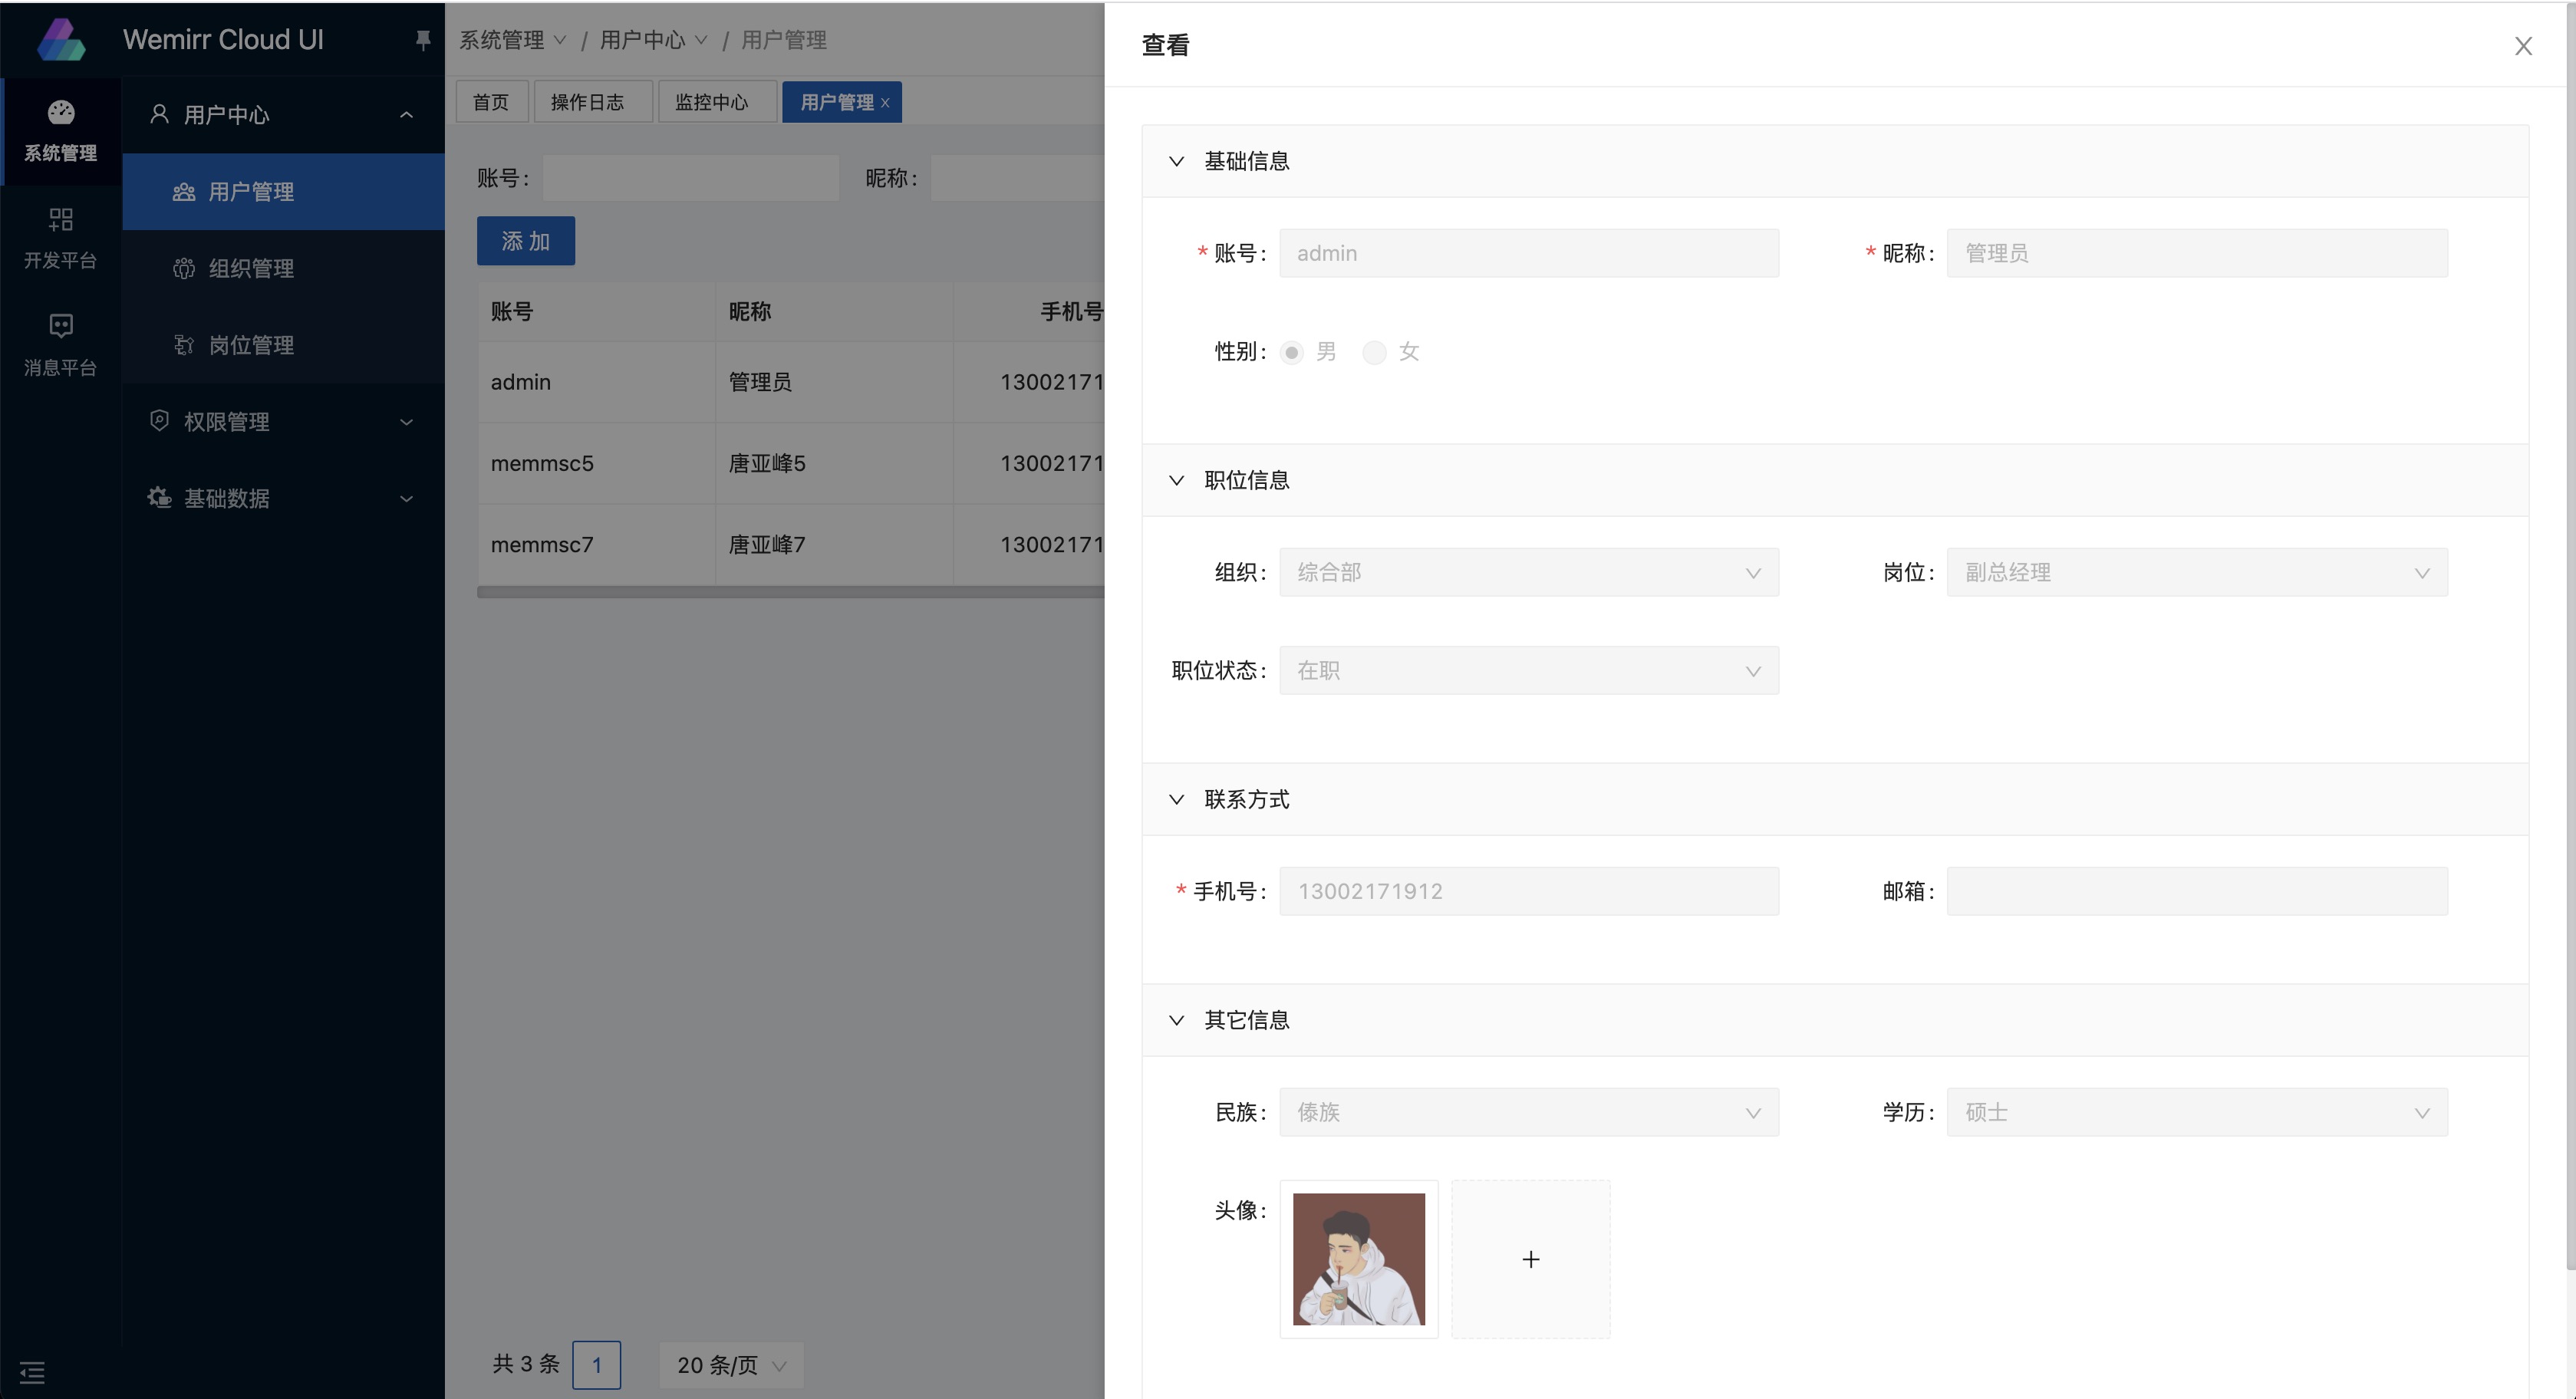 Wemirr Cloud UI
系统管理
开发平台
消息平台
用户中心
用户管理
组织管理
岗位管理
权限管理
基础数据
系统管理 / 用户中心 / 用户管理
首页 操作日志 监控中心 用户管理 x
账号: 昵称:
添 加
账号 昵称 手机号
admin 管理员 13002171
memmsc5 唐亚峰5 13002171
memmsc7 唐亚峰7 13002171
共 3 条 1 20 条/页
查看
基础信息
* 账号: admin * 昵称: 管理员
性别: 男 女
职位信息
组织: 综合部 岗位: 副总经理
职位状态: 在职
联系方式
* 手机号: 13002171912 邮箱:
其它信息
民族: 傣族 学历: 硕士
头像: